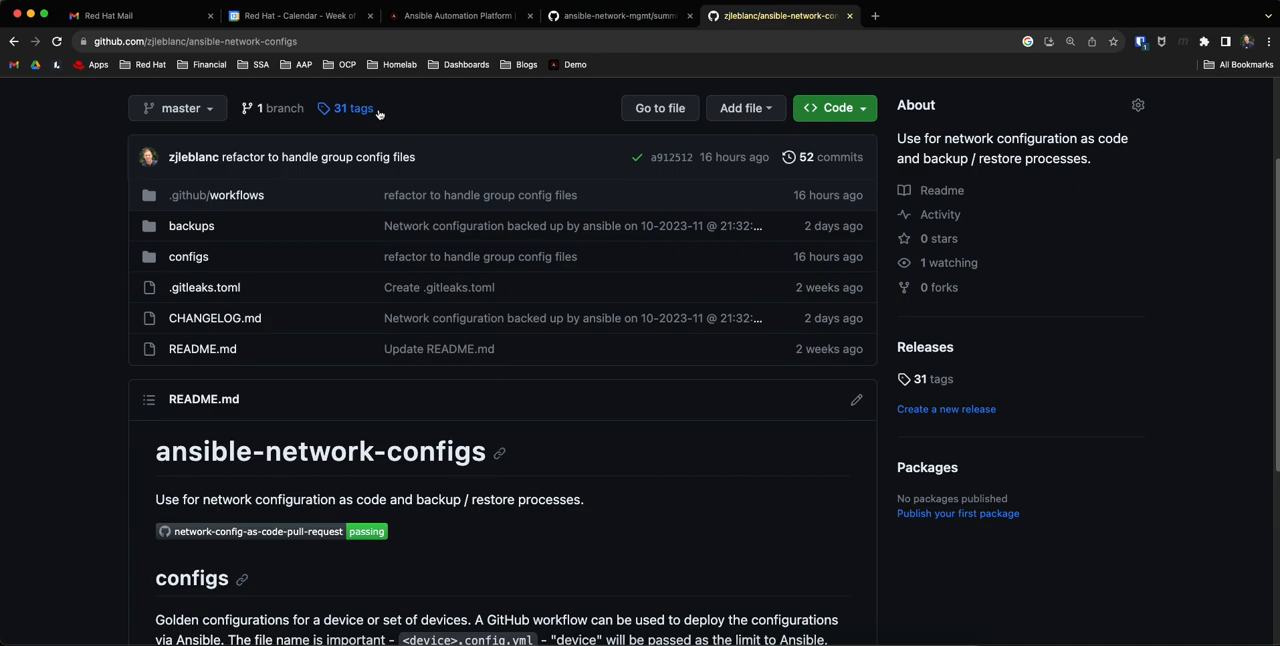 Red Hat Mail
Red Hat - Calendar - Week of
Ansible Automation Platform
ansible-network-mgmt/summ
zjleblanc/ansible-network-con
github.com/zjleblanc/ansible-network-configs
Apps
Red Hat
Financial
SSA
AAP
OCP
Homelab
Dashboards
Blogs
Demo
All Bookmarks
master
1 branch
31 tags
Go to file
Add file
<> Code
zjleblanc refactor to handle group config files
a912512 16 hours ago
52 commits
.github/workflows
refactor to handle group config files
16 hours ago
backups
Network configuration backed up by ansible on 10-2023-11 @ 21:32:...
2 days ago
configs
refactor to handle group config files
16 hours ago
.gitleaks.toml
Create .gitleaks.toml
2 weeks ago
CHANGELOG.md
Network configuration backed up by ansible on 10-2023-11 @ 21:32:...
2 days ago
README.md
Update README.md
2 weeks ago
README.md
ansible-network-configs
Use for network configuration as code and backup / restore processes.
network-config-as-code-pull-request passing
configs
Golden configurations for a device or set of devices. A GitHub workflow can be used to deploy the configurations
via Ansible. The file name is important - <device>.config.yml - "device" will be passed as the limit to Ansible.
About
Use for network configuration as code
and backup / restore processes.
Readme
Activity
0 stars
1 watching
0 forks
Releases
31 tags
Create a new release
Packages
No packages published
Publish your first package